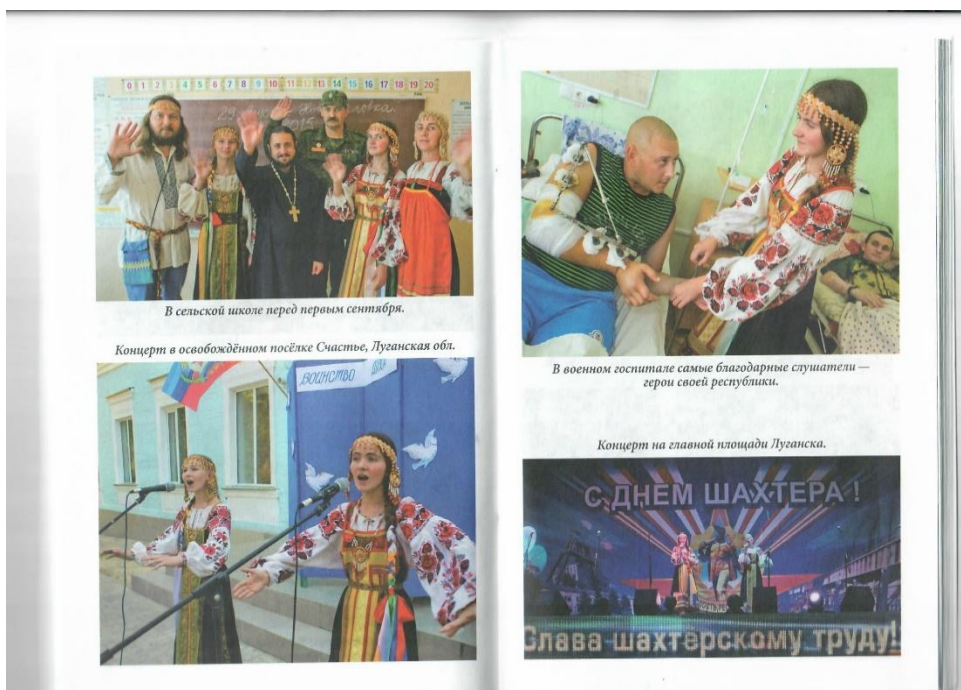 0 1 2 3 4 5 6 7 8 9 10 11 12 13 14 15 16 17 18 19 20
В сельской школе перед первым сентября.
Концерт в освобождённом посёлке Счастье, Луганская обл.
ВОИНСТВО
В военном госпитале самые благодарные слушатели —
герои своей республики.
Концерт на главной площади Луганска.
С ДНЕМ ШАХТЕРА !
Слава шахтерскому труду!